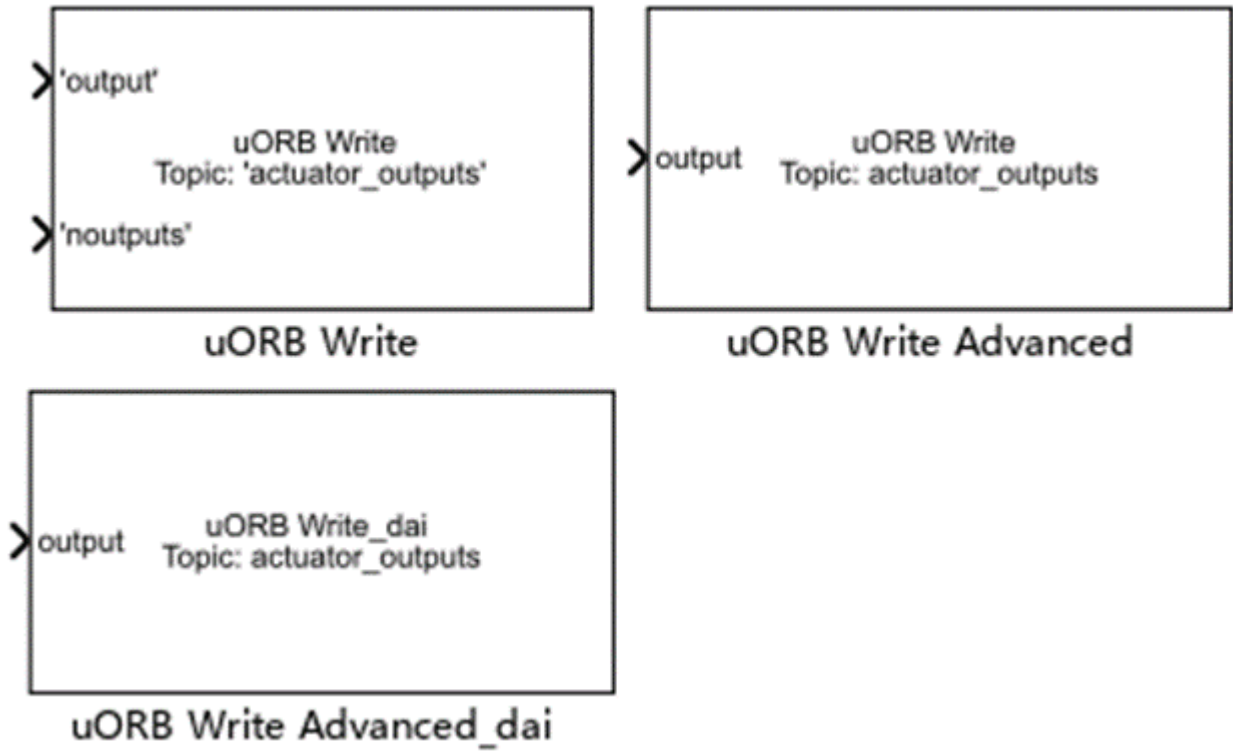 'output'
uORB Write
Topic: 'actuator_outputs'
'noutputs'
uORB Write
output
uORB Write
Topic: actuator_outputs
uORB Write Advanced
output
uORB Write_dai
Topic: actuator_outputs
uORB Write Advanced_dai